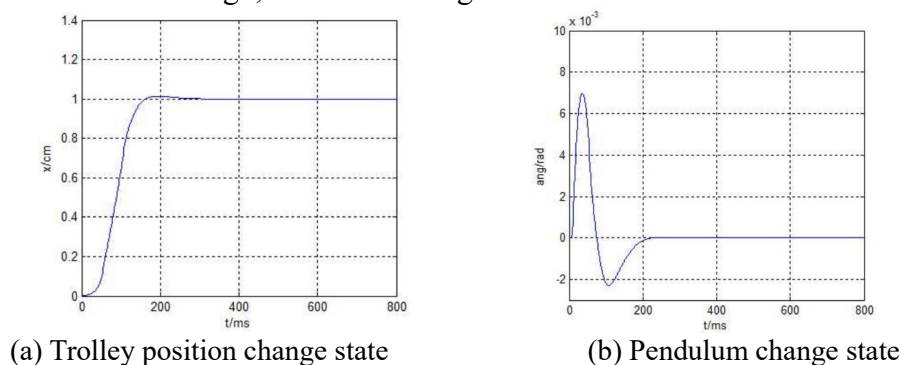 1.4
1.2
1
0.8
0.6
0.4
0.2
0
x/cm
0 200 400 600 800
t/ms
(a) Trolley position change state
x 10⁻³
10
8
6
4
2
0
-2
ang/rad
0 200 400 600 800
t/ms
(b) Pendulum change state